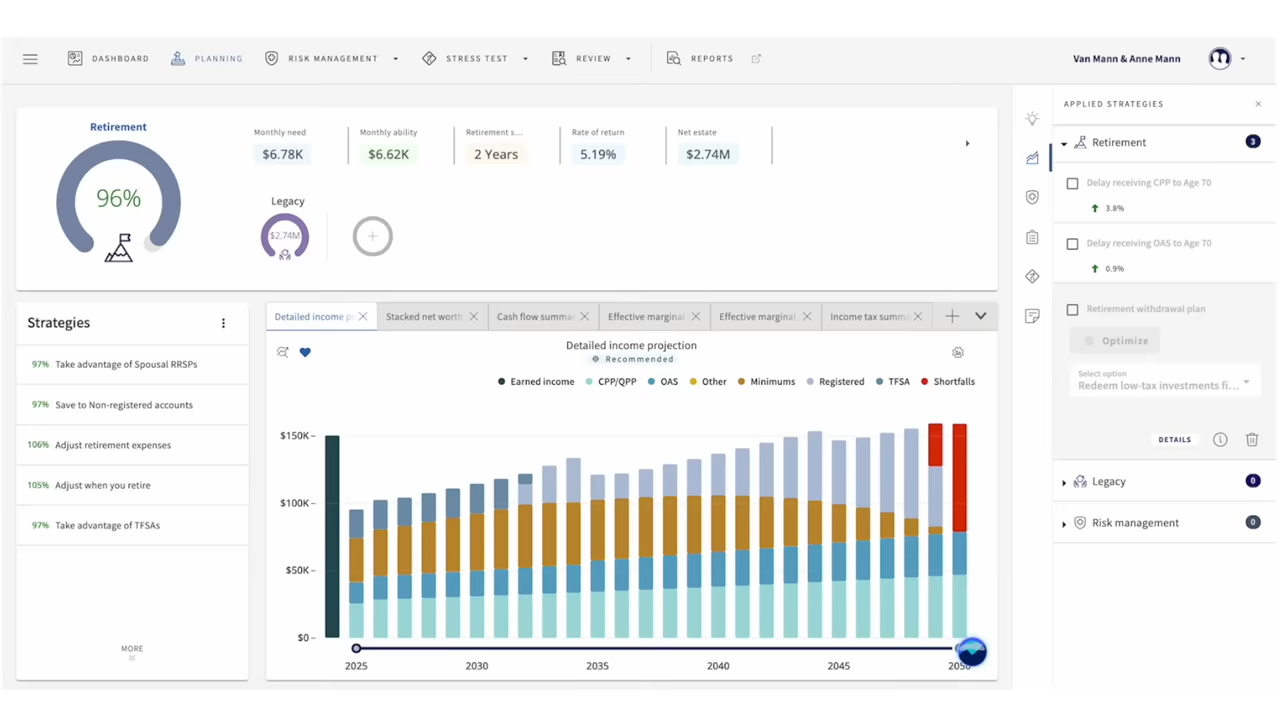 DASHBOARD PLANNING RISK MANAGEMENT STRESS TEST REVIEW REPORTS Van Mann & Anne Mann
Retirement
96%
Monthly need Monthly ability Retirement s... Rate of return Net estate
$6.78K $6.62K 2 Years 5.19% $2.74M
Legacy
$2.74M
Strategies
97% Take advantage of Spousal RRSPs
97% Save to Non-registered accounts
106% Adjust retirement expenses
105% Adjust when you retire
97% Take advantage of TFSAs
MORE
Detailed income p Stacked net worth Cash flow summa Effective marginal Effective marginal Income tax summ
Detailed income projection
Recommended
Earned income CPP/QPP OAS Other Minimums Registered TFSA Shortfalls
$150K
$100K
$50K
$0
2025 2030 2035 2040 2045 2050
APPLIED STRATEGIES
Retirement 3
Delay receiving CPP to Age 70
3.8%
Delay receiving OAS to Age 70
0.9%
Retirement withdrawal plan
Optimize
Select option
Redeem low-tax investments fi...
DETAILS
Legacy 0
Risk management 0